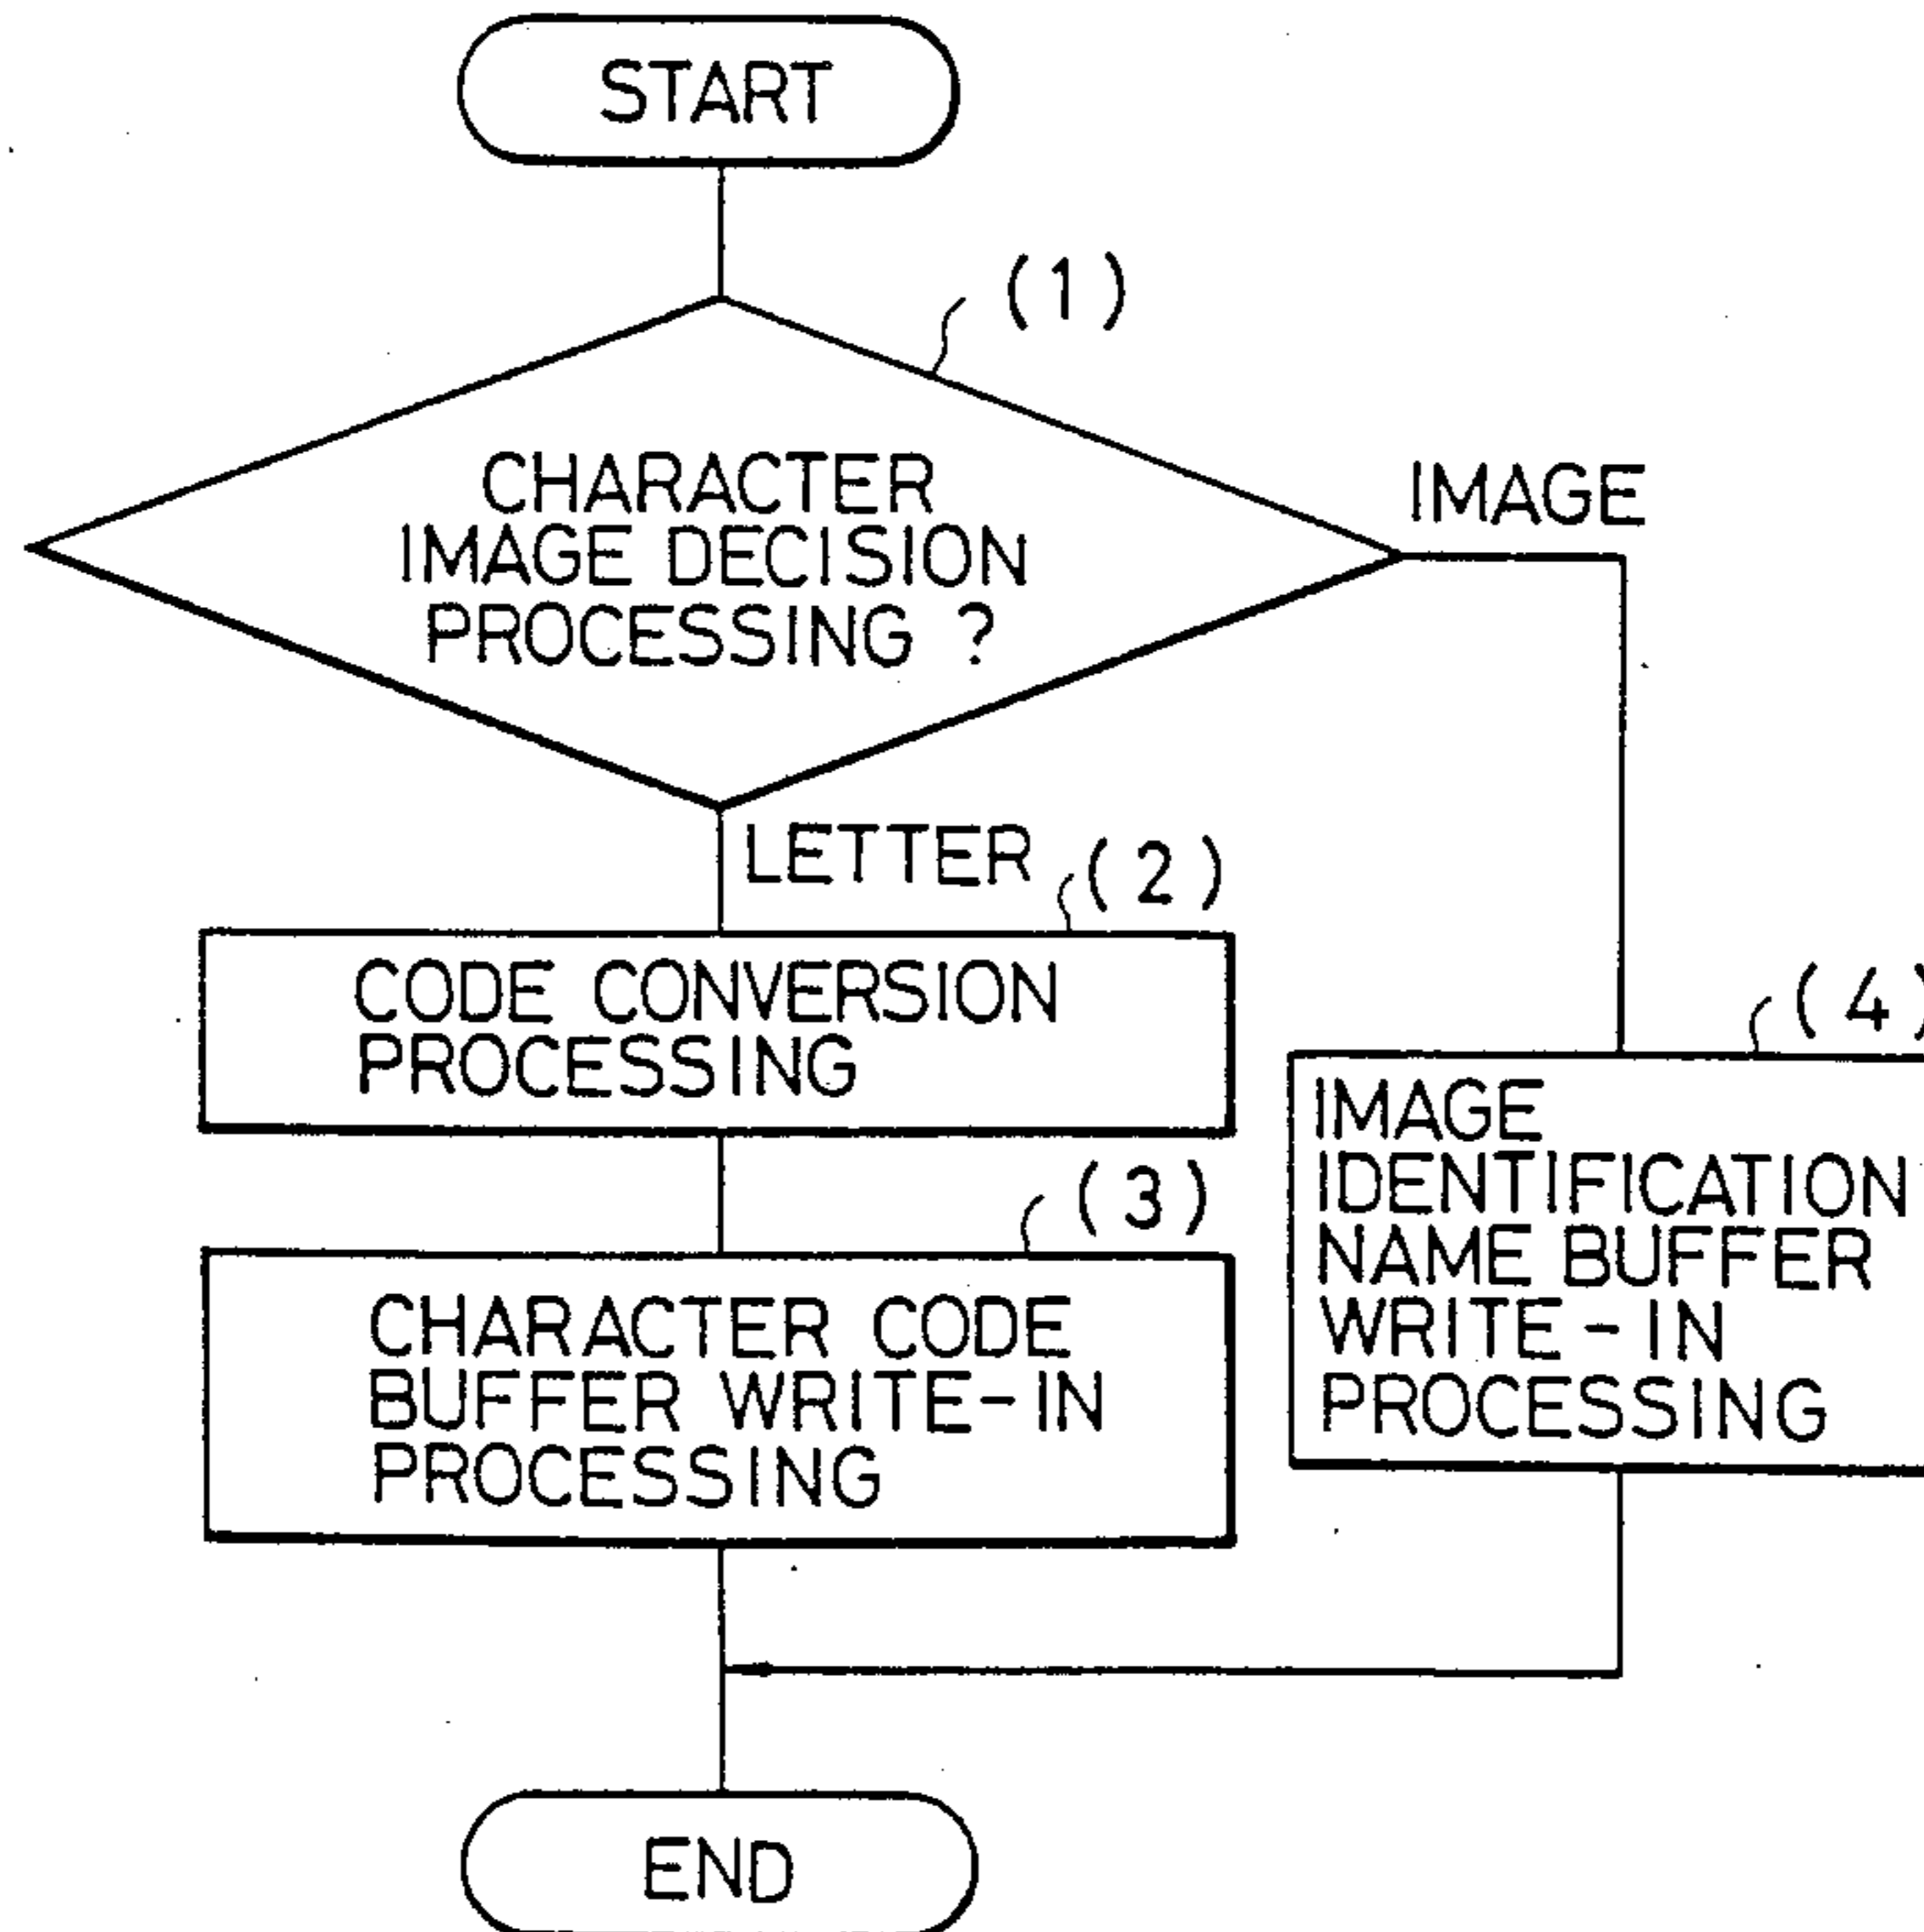 START
(1)
CHARACTER
IMAGE DECISION
PROCESSING ?
IMAGE
LETTER
(2)
CODE CONVERSION
PROCESSING
(3)
CHARACTER CODE
BUFFER WRITE-IN
PROCESSING
(4)
IMAGE
IDENTIFICATION
NAME BUFFER
WRITE-IN
PROCESSING
END